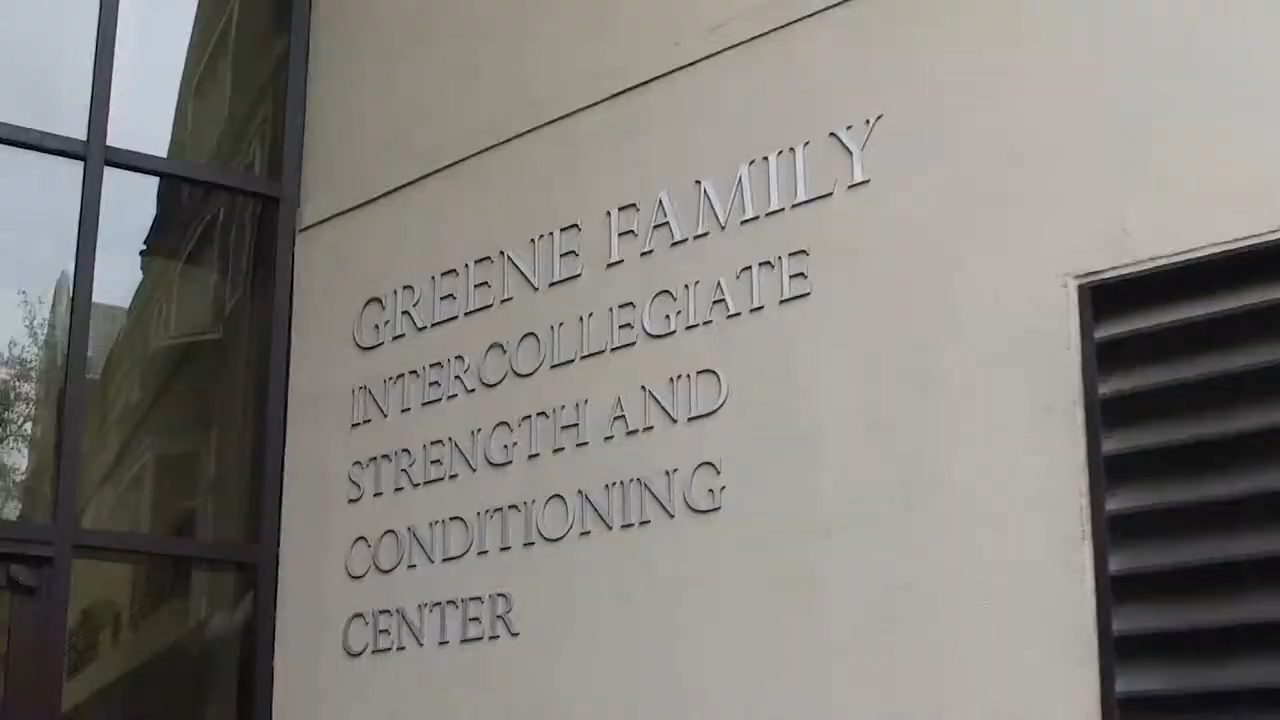 GREENE FAMILY
INTERCOLLEGIATE
STRENGTH AND
CONDITIONING
CENTER